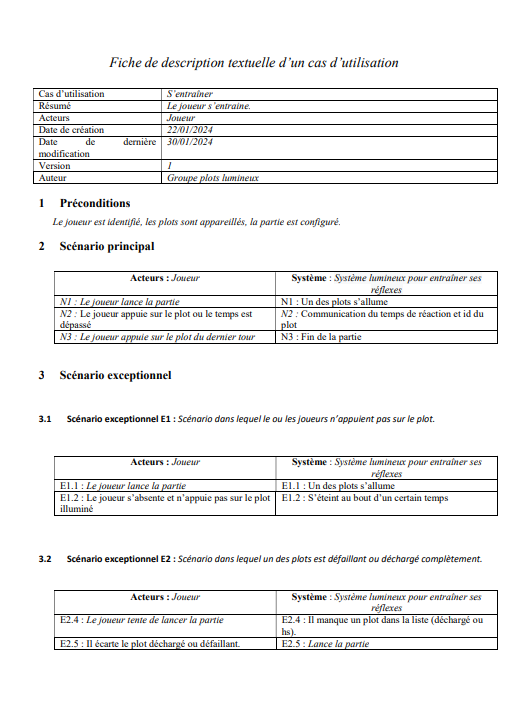 Fiche de description textuelle d'un cas d'utilisation
Cas d'utilisation S'entraîner
Résumé Le joueur s'entraine.
Acteurs Joueur
Date de création 22/01/2024
Date de dernière 30/01/2024
modification
Version 1
Auteur Groupe plots lumineux
1 Préconditions
Le joueur est identifié, les plots sont appareillés, la partie est configuré.
2 Scénario principal
Acteurs : Joueur Système : Système lumineux pour entraîner ses
réflexes
N1 : Le joueur lance la partie N1 : Un des plots s'allume
N2 : Le joueur appuie sur le plot ou le temps est N2 : Communication du temps de réaction et id du
dépassé plot
N3 : Le joueur appuie sur le plot du dernier tour N3 : Fin de la partie
3 Scénario exceptionnel
3.1 Scénario exceptionnel E1 : Scénario dans lequel le ou les joueurs n'appuient pas sur le plot.
Acteurs : Joueur Système : Système lumineux pour entraîner ses
réflexes
E1.1 : Le joueur lance la partie E1.1 : Un des plots s'allume
E1.2 : Le joueur s'absente et n'appuie pas sur le plot E1.2 : S'éteint au bout d'un certain temps
illuminé
3.2 Scénario exceptionnel E2 : Scénario dans lequel un des plots est défaillant ou déchargé complètement.
Acteurs : Joueur Système : Système lumineux pour entraîner ses
réflexes
E2.4 : Le joueur tente de lancer la partie E2.4 : Il manque un plot dans la liste (déchargé ou
hs).
E2.5 : Il écarte le plot déchargé ou défaillant. E2.5 : Lance la partie